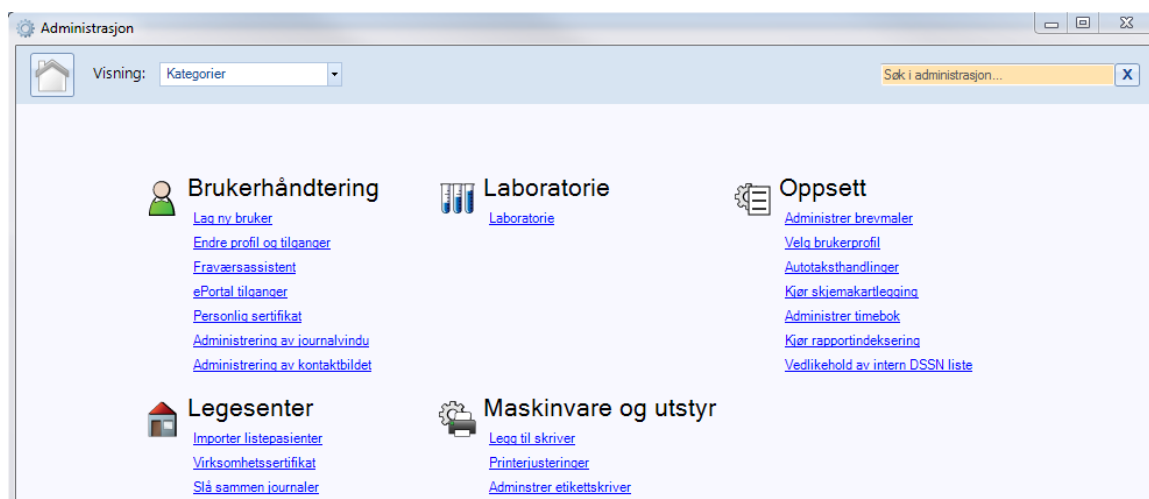 Administrasjon
Visning: Kategorier
Søk i administrasjon...
X
Brukerhåndtering
Lag ny bruker
Endre profil og tilganger
Fraværsassistent
ePortal tilganger
Personlig sertifikat
Administrering av journalvindu
Administrering av kontaktbildet
Laboratorie
Laboratorie
Oppsett
Administrer brevmaler
Velg brukerprofil
Autotaksthandlinger
Kjør skjemakartlegging
Administrer timebok
Kjør rapportindeksering
Vedlikehold av intern DSSN liste
Legesenter
Importer listepasienter
Virksomhetssertifikat
Slå sammen journaler
Maskinvare og utstyr
Legg til skriver
Printerjusteringer
Adminstrer etikettskriver